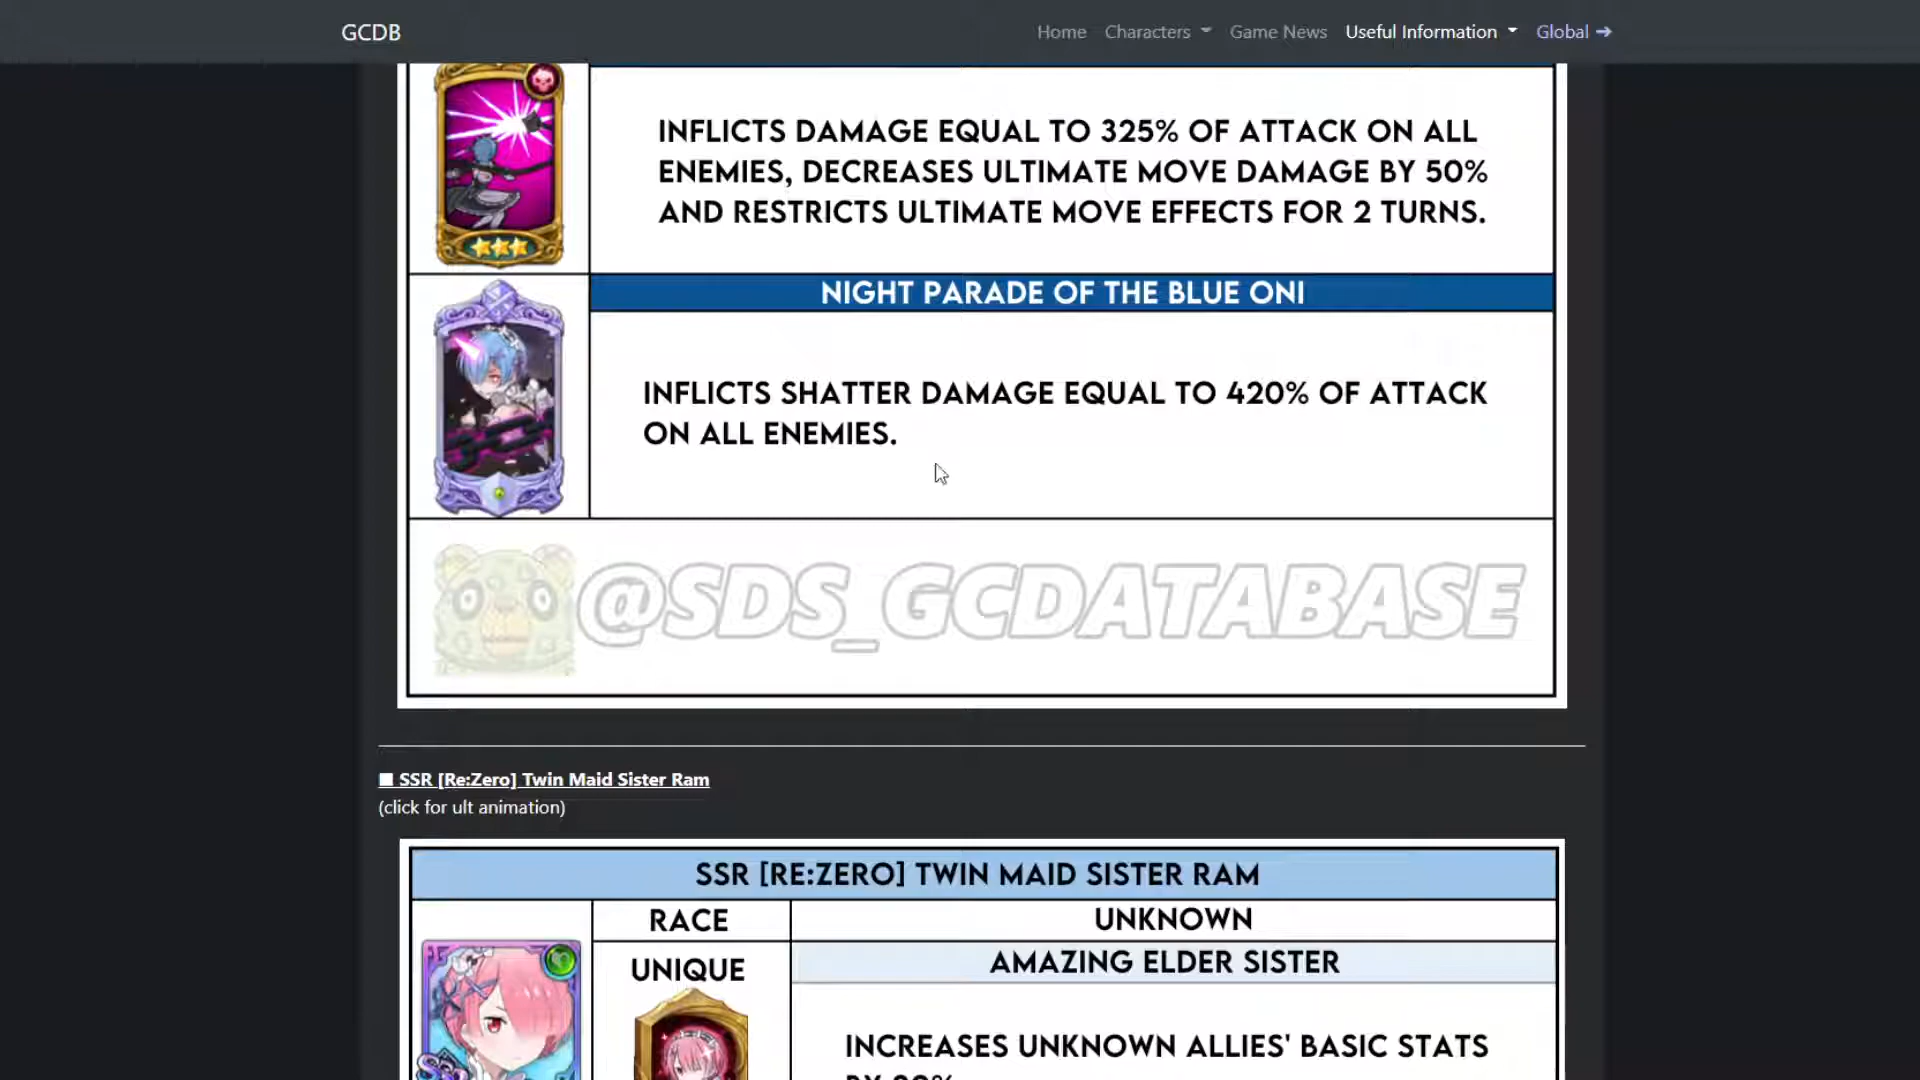 GCDB
Home Characters Game News Useful Information Global
INFLICTS DAMAGE EQUAL TO 325% OF ATTACK ON ALL
ENEMIES, DECREASES ULTIMATE MOVE DAMAGE BY 50%
AND RESTRICTS ULTIMATE MOVE EFFECTS FOR 2 TURNS.
NIGHT PARADE OF THE BLUE ONI
INFLICTS SHATTER DAMAGE EQUAL TO 420% OF ATTACK
ON ALL ENEMIES.
@SDS_GCDATABASE
■ SSR [Re:Zero] Twin Maid Sister Ram
(click for ult animation)
SSR [RE:ZERO] TWIN MAID SISTER RAM
RACE
UNKNOWN
UNIQUE
AMAZING ELDER SISTER
SSR
INCREASES UNKNOWN ALLIES' BASIC STATS